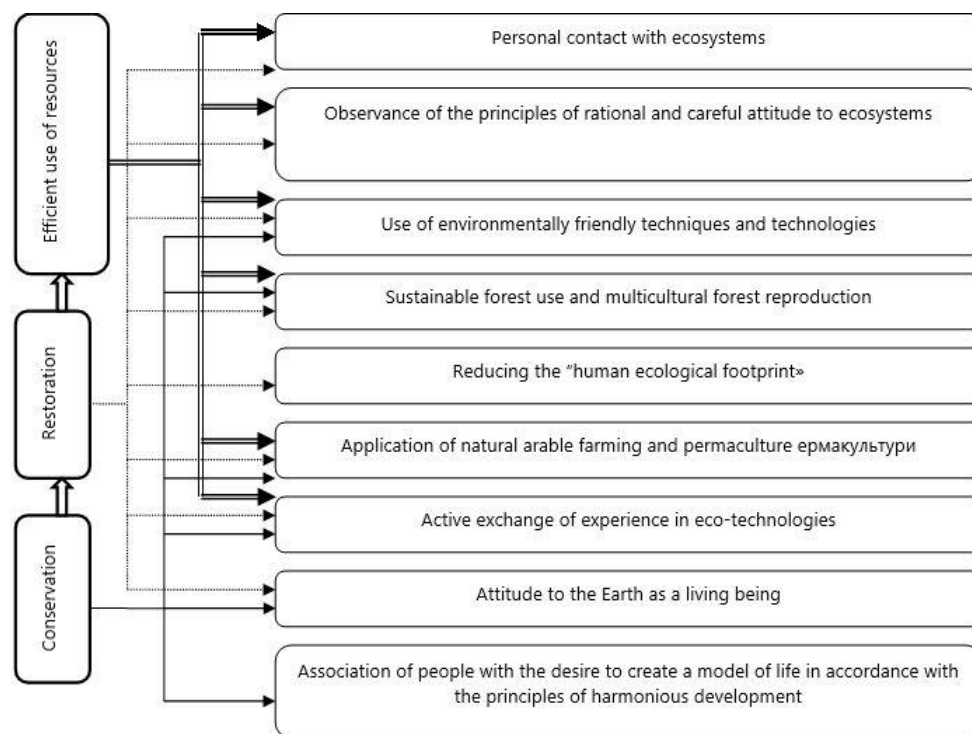 Efficient use of resources
Restoration
Conservation
Personal contact with ecosystems
Observance of the principles of rational and careful attitude to ecosystems
Use of environmentally friendly techniques and technologies
Sustainable forest use and multicultural forest reproduction
Reducing the “human ecological footprint»
Application of natural arable farming and permaculture ермакультури
Active exchange of experience in eco-technologies
Attitude to the Earth as a living being
Association of people with the desire to create a model of life in accordance with
the principles of harmonious development